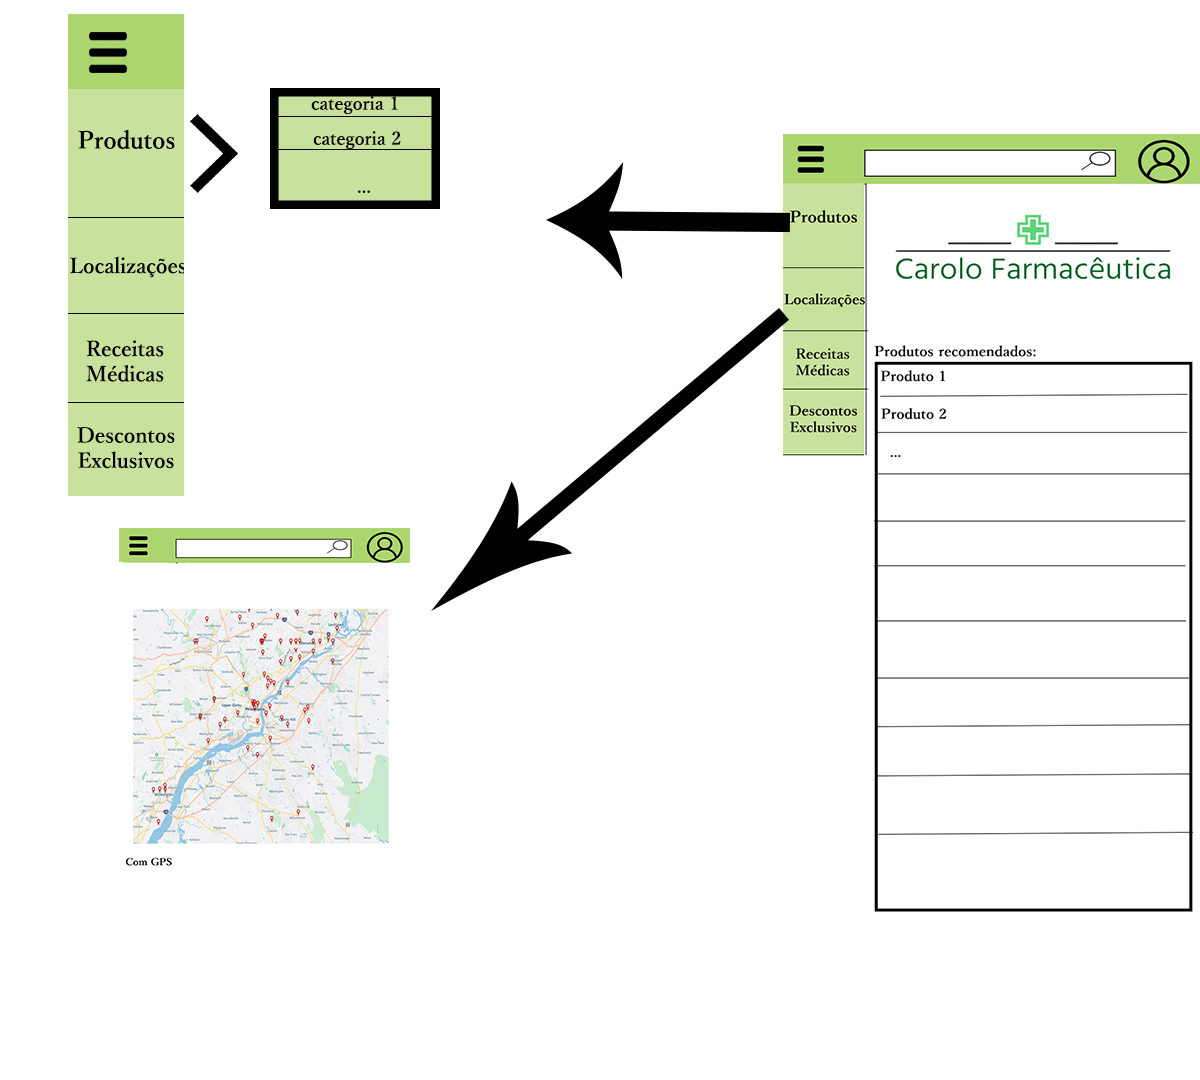 Produtos
categoria 1
categoria 2
...
Localizações
Receitas
Médicas
Descontos
Exclusivos
Produtos
Localizações
Receitas
Médicas
Descontos
Exclusivos
Carolo Farmacêutica
Produtos recomendados:
Produto 1
Produto 2
...
Com GPS